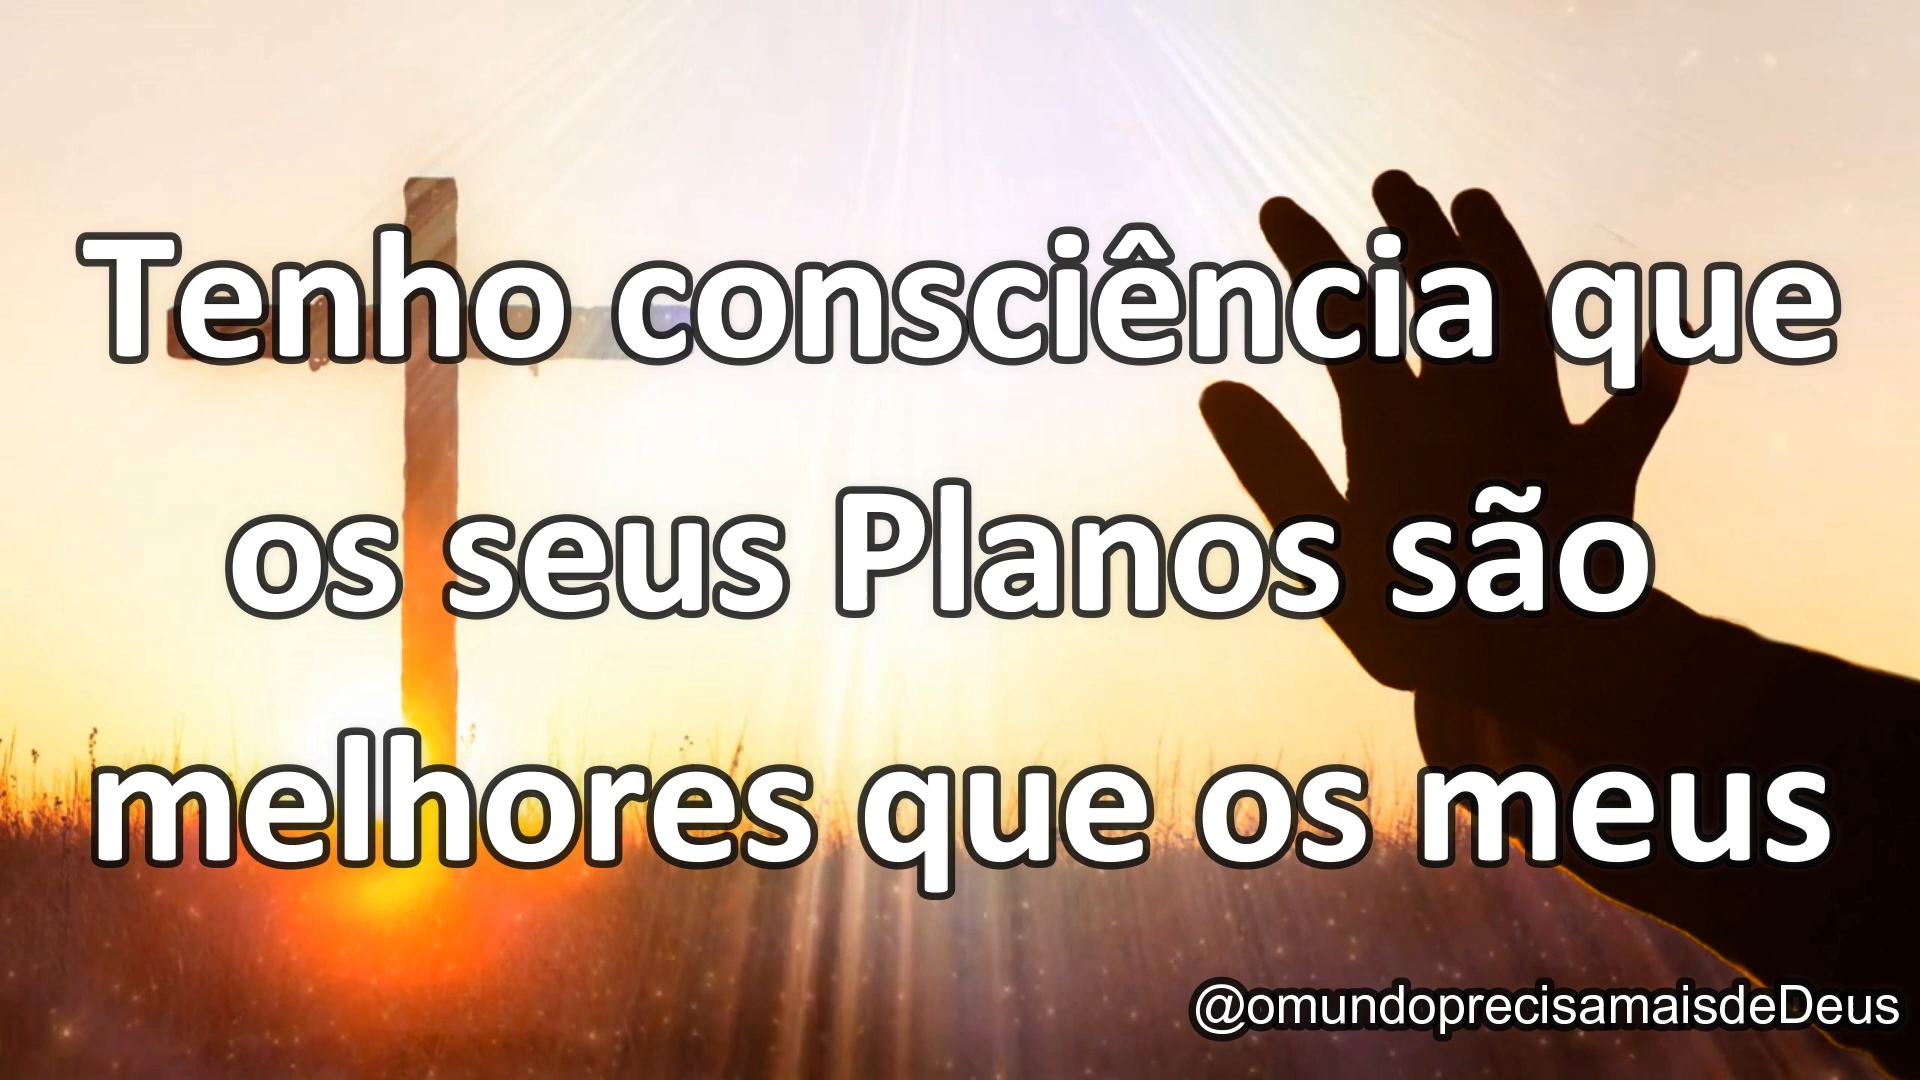 Tenho consciência que
os seus Planos são
melhores que os meus
@omundoprecisamaisdeDeus